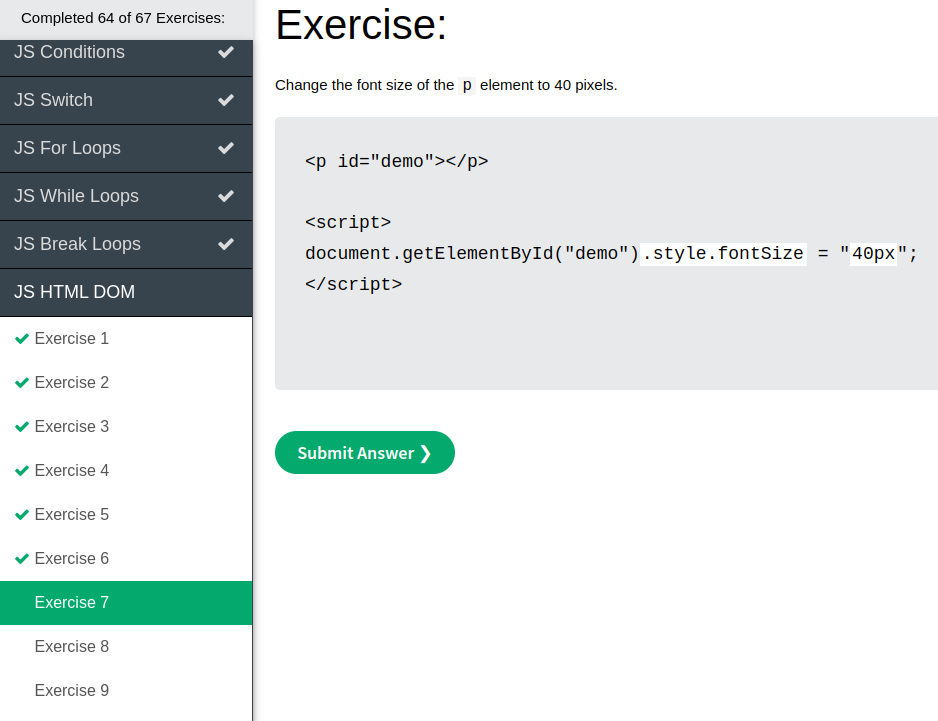 Completed 64 of 67 Exercises:
JS Conditions
JS Switch
JS For Loops
JS While Loops
JS Break Loops
JS HTML DOM
Exercise 1
Exercise 2
Exercise 3
Exercise 4
Exercise 5
Exercise 6
Exercise 7
Exercise 8
Exercise 9
Exercise:
Change the font size of the p element to 40 pixels.
<p id="demo"></p>
<script>
document.getElementById("demo").style.fontSize = "40px";
</script>
Submit Answer ❯